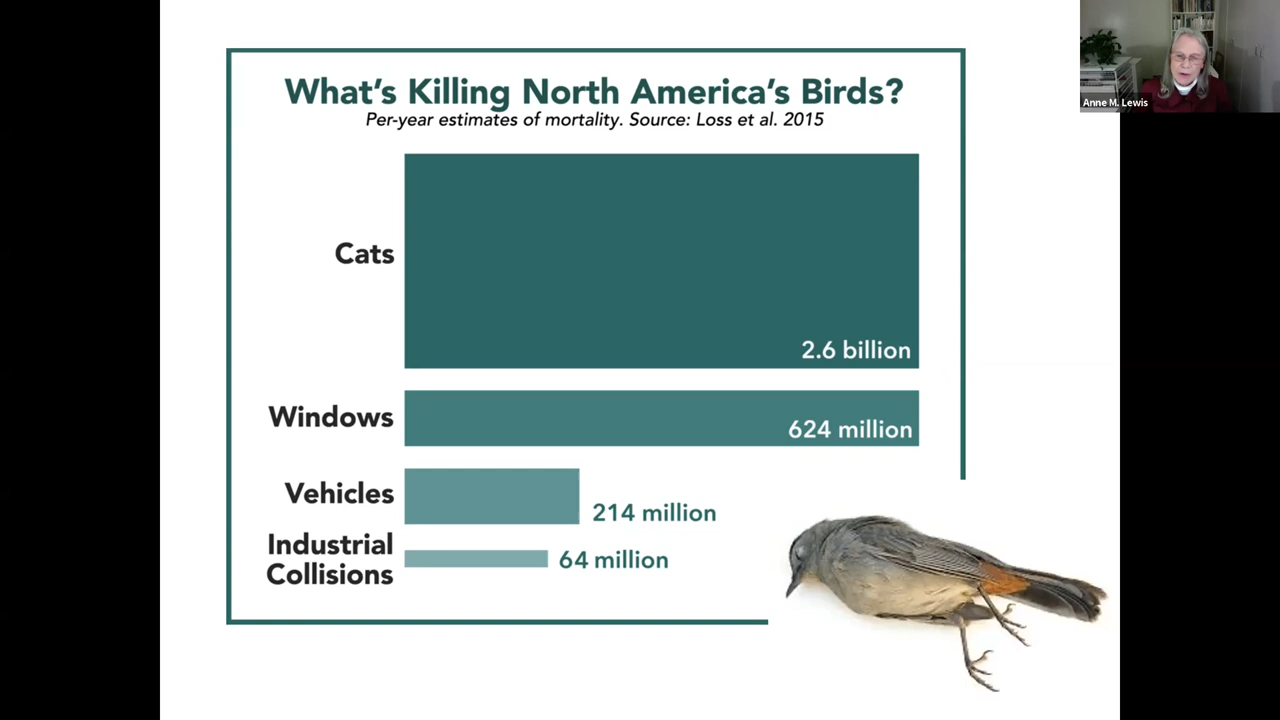 What's Killing North America's Birds?
Per-year estimates of mortality. Source: Loss et al. 2015
Cats
2.6 billion
Windows
624 million
Vehicles
214 million
Industrial
Collisions
64 million
Anne M. Lewis